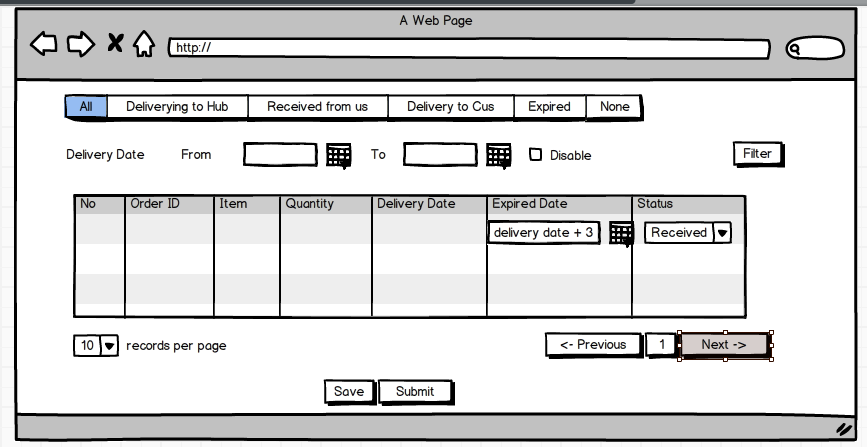 A Web Page
http://
All Deliverying to Hub Received from us Delivery to Cus Expired None
Delivery Date From To Disable Filter
No Order ID Item Quantity Delivery Date Expired Date Status
delivery date + 3 Received
10 records per page <- Previous 1 Next ->
Save Submit